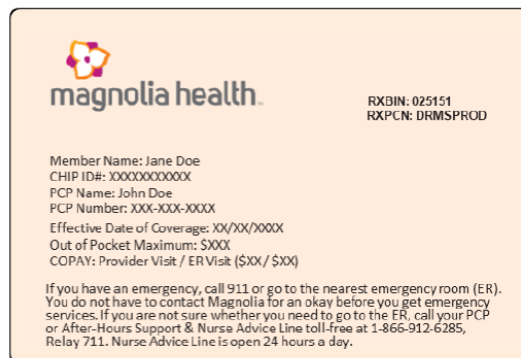 magnolia health™
RXBIN: 025151
RXPCN: DRMSPROD
Member Name: Jane Doe
CHIP ID#: XXXXXXXXXXX
PCP Name: John Doe
PCP Number: XXX-XXX-XXXX
Effective Date of Coverage: XX/XX/XXXX
Out of Pocket Maximum: $XXX
COPAY: Provider Visit / ER Visit ($XX/ $XX)
If you have an emergency, call 911 or go to the nearest emergency room (ER).
You do not have to contact Magnolia for an okay before you get emergency
services. If you are not sure whether you need to go to the ER, call your PCP
or After-Hours Support & Nurse Advice Line toll-free at 1-866-912-6285,
Relay 711. Nurse Advice Line is open 24 hours a day.